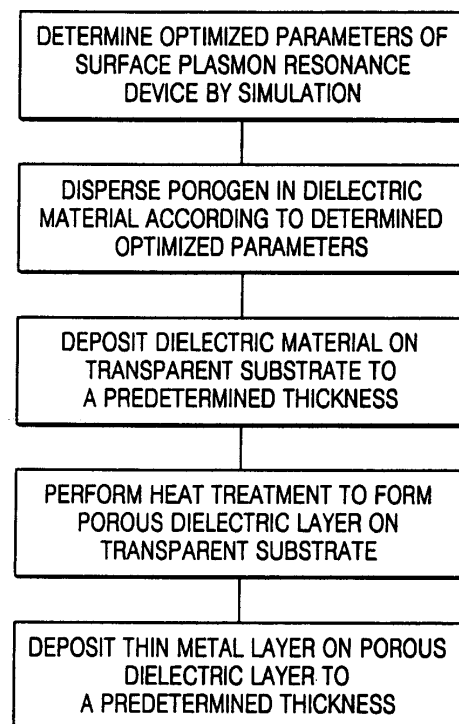 DETERMINE OPTIMIZED PARAMETERS OF
SURFACE PLASMON RESONANCE
DEVICE BY SIMULATION
DISPERSE POROGEN IN DIELECTRIC
MATERIAL ACCORDING TO DETERMINED
OPTIMIZED PARAMETERS
DEPOSIT DIELECTRIC MATERIAL ON
TRANSPARENT SUBSTRATE TO
A PREDETERMINED THICKNESS
PERFORM HEAT TREATMENT TO FORM
POROUS DIELECTRIC LAYER ON
TRANSPARENT SUBSTRATE
DEPOSIT THIN METAL LAYER ON POROUS
DIELECTRIC LAYER TO
A PREDETERMINED THICKNESS